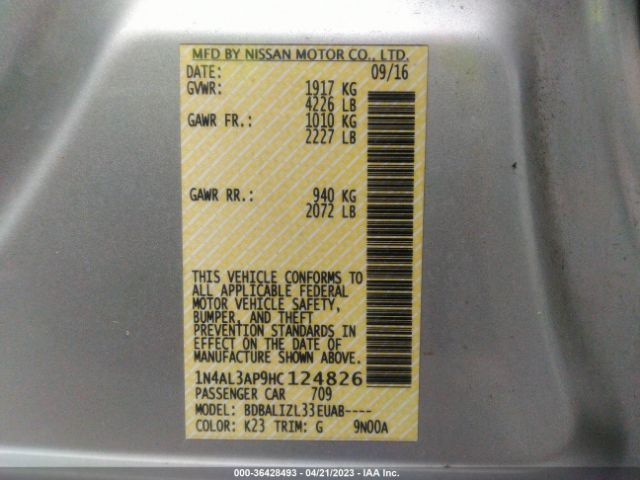 MFD BY NISSAN MOTOR CO., LTD.
DATE: 09/16
GVWR: 1917 KG
4226 LB
GAWR FR.: 1010 KG
2227 LB
GAWR RR.: 940 KG
2072 LB
THIS VEHICLE CONFORMS TO
ALL APPLICABLE FEDERAL
MOTOR VEHICLE SAFETY,
BUMPER, AND THEFT
PREVENTION STANDARDS IN
EFFECT ON THE DATE OF
MANUFACTURE SHOWN ABOVE.
1N4AL3AP9HC124826
PASSENGER CAR 709
MODEL: BDBALIZL33EUAB----
COLOR: K23 TRIM: G 9N00A
000-36428493 - 04/21/2023 - IAA Inc.